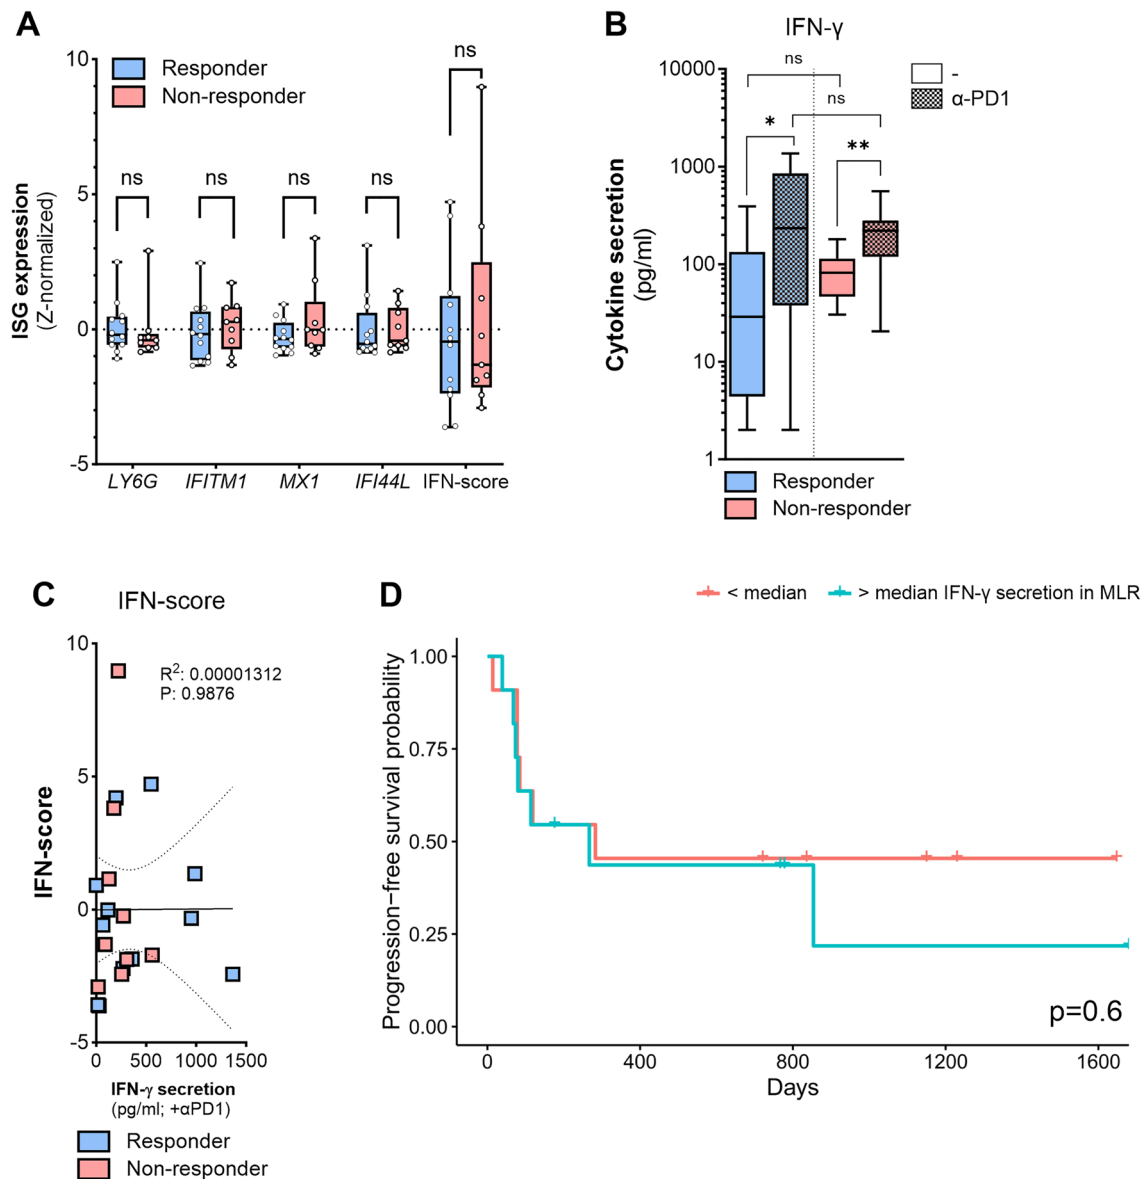 A
Responder
Non-responder
ISG expression
(Z-normalized)
10
5
0
-5
ns
ns
ns
ns
ns
LY6G
IFITM1
MX1
IFI44L
IFN-score
B
IFN-γ
-
α-PD1
Cytokine secretion
(pg/ml)
10000
1000
100
10
1
ns
ns
*
**
Responder
Non-responder
C
IFN-score
R2: 0.00001312
P: 0.9876
IFN-score
10
5
0
-5
0
500
1000
1500
IFN-γ secretion
(pg/ml; +αPD1)
Responder
Non-responder
D
< median
> median IFN-γ secretion in MLR
Progression-free survival probability
1.00
0.75
0.50
0.25
0.00
p=0.6
0
400
800
1200
1600
Days